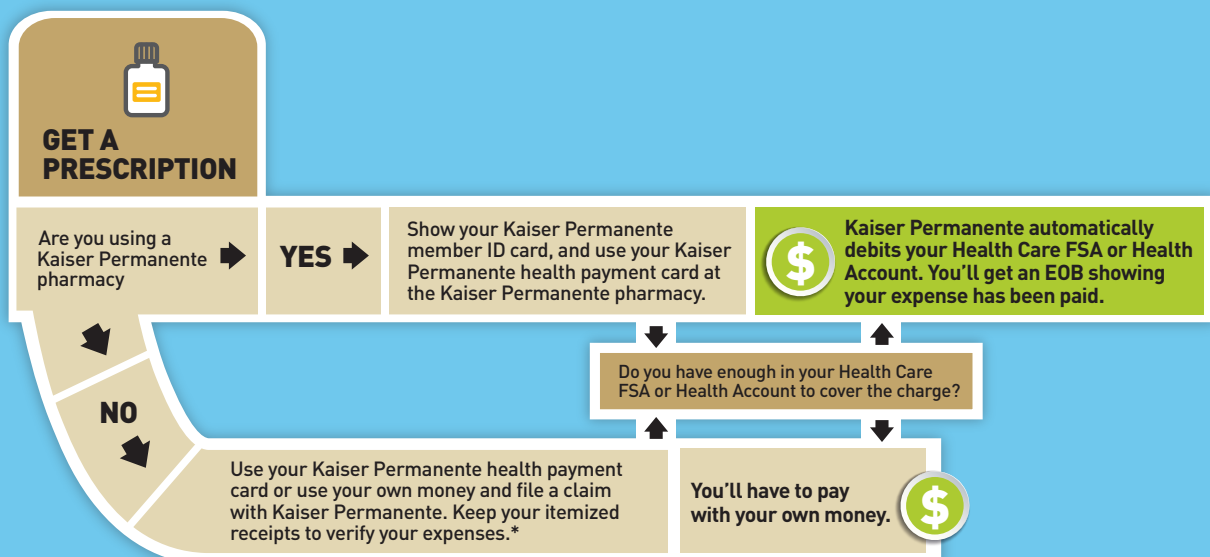 GET A
PRESCRIPTION
Are you using a
Kaiser Permanente
pharmacy
YES
Show your Kaiser Permanente
member ID card, and use your Kaiser
Permanente health payment card at
the Kaiser Permanente pharmacy.
$
Kaiser Permanente automatically
debits your Health Care FSA or Health
Account. You’ll get an EOB showing
your expense has been paid.
Do you have enough in your Health Care
FSA or Health Account to cover the charge?
NO
Use your Kaiser Permanente health payment
card or use your own money and file a claim
with Kaiser Permanente. Keep your itemized
receipts to verify your expenses.*
You’ll have to pay
with your own money.
$